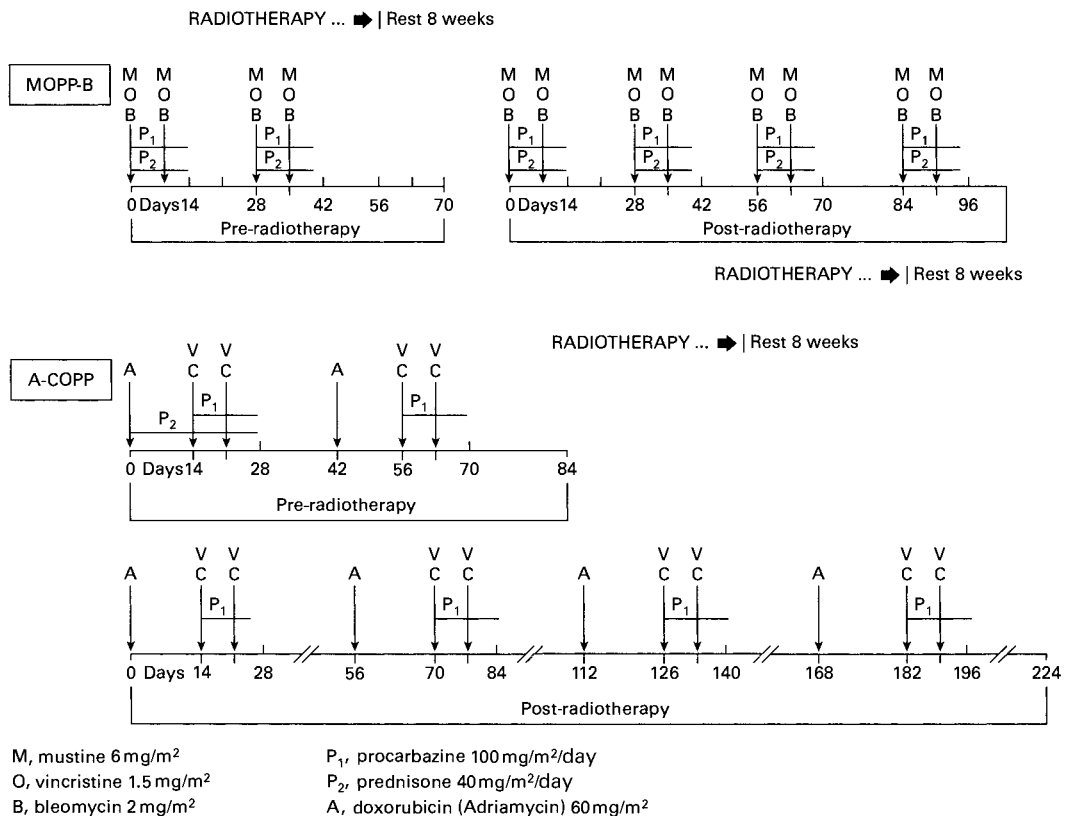 RADIOTHERAPY ... ➡ | Rest 8 weeks
MOPP-B
M M M M M M M M M M M M
O O O O O O O O O O O O
B B B B B B B B B B B B
P₁ P₁ P₁ P₁ P₁ P₁
P₂ P₂ P₂ P₂ P₂ P₂
0 Days 14 28 42 56 70 0 Days 14 28 42 56 70 84 96
Pre-radiotherapy Post-radiotherapy
RADIOTHERAPY ... ➡ | Rest 8 weeks
RADIOTHERAPY ... ➡ | Rest 8 weeks
A-COPP
V V V V
A C C A C C
P₁ P₁
P₂
0 Days 14 28 42 56 70 84
Pre-radiotherapy
V V V V V V V V
A C C A C C A C C A C C
P₁ P₁ P₁ P₁
0 Days 14 28 56 70 84 112 126 140 168 182 196 224
Post-radiotherapy
M, mustine 6 mg/m² P₁, procarbazine 100 mg/m²/day
O, vincristine 1.5 mg/m² P₂, prednisone 40 mg/m²/day
B, bleomycin 2 mg/m² A, doxorubicin (Adriamycin) 60 mg/m²